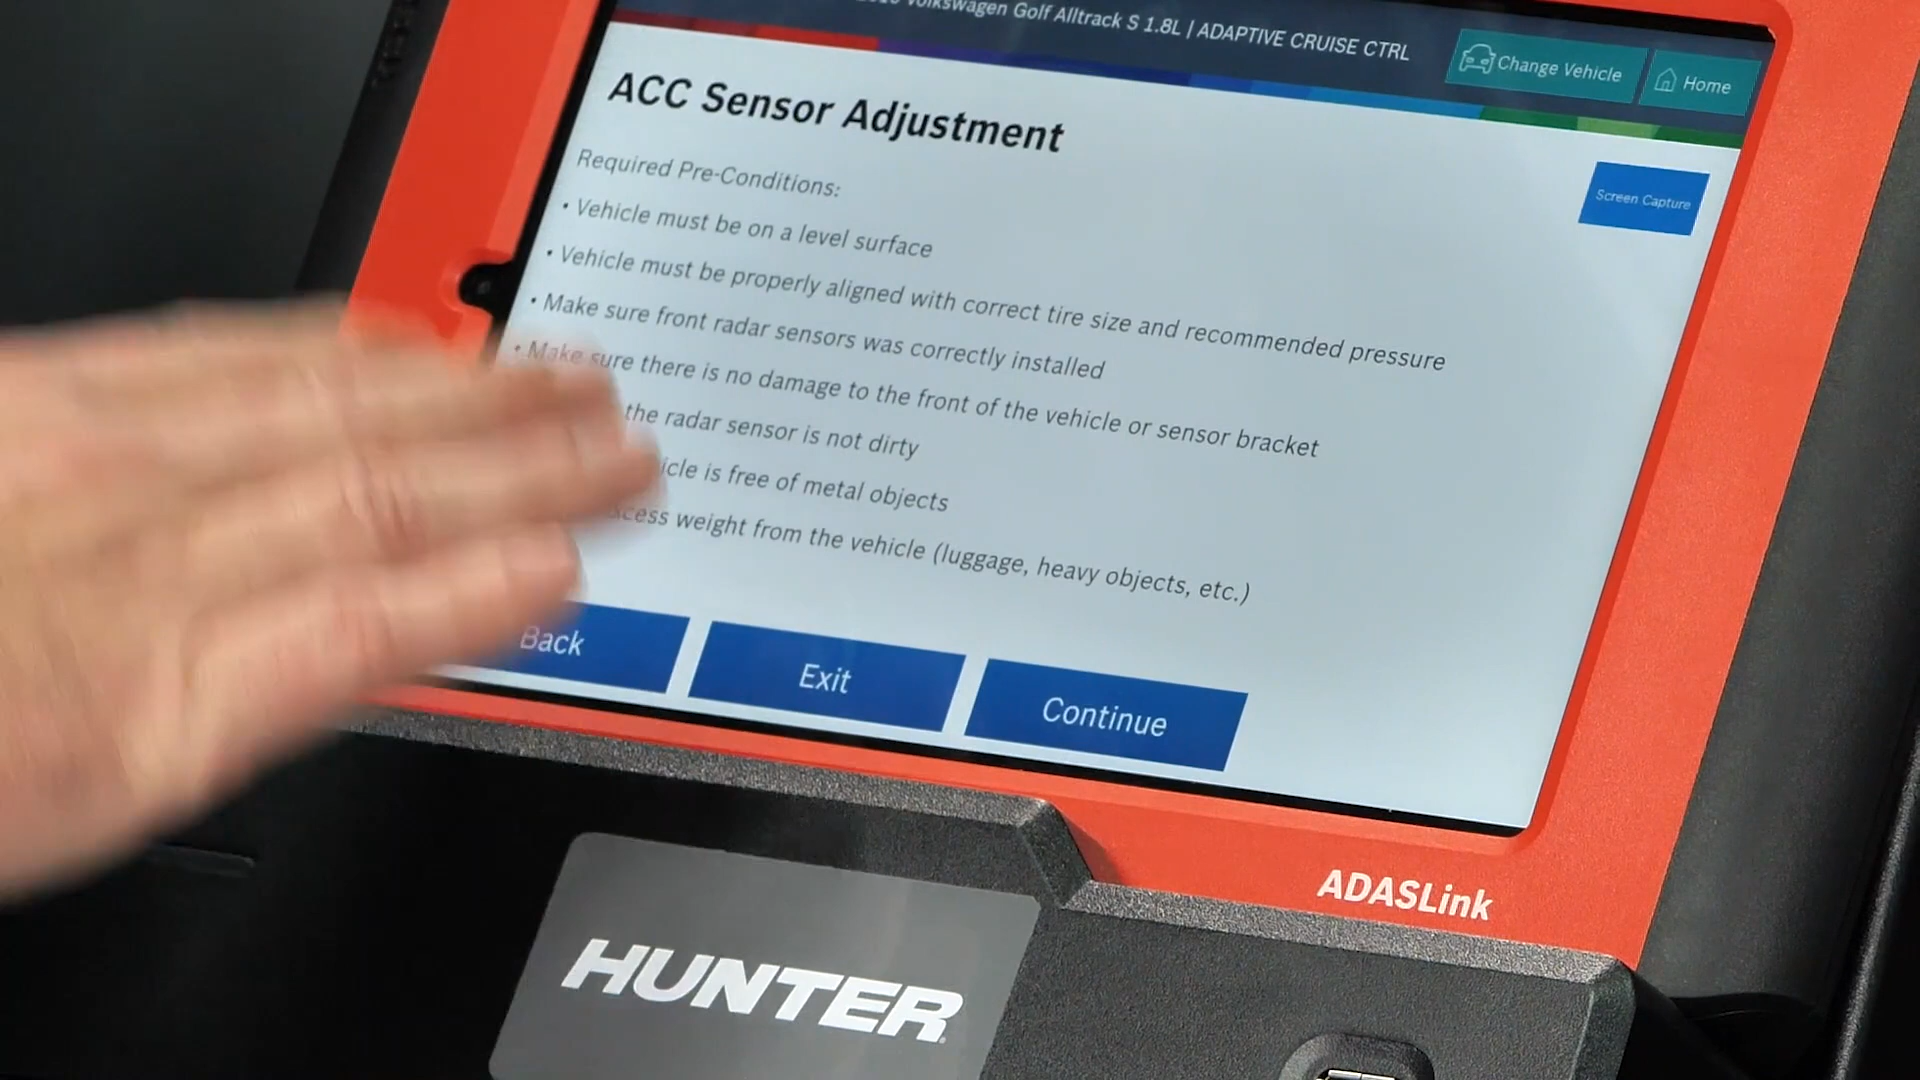 Volkswagen Golf Alltrack S 1.8L | ADAPTIVE CRUISE CTRL
Change Vehicle
Home
ACC Sensor Adjustment
Screen Capture
Required Pre-Conditions:
• Vehicle must be on a level surface
• Vehicle must be properly aligned with correct tire size and recommended pressure
• Make sure front radar sensors was correctly installed
• Make sure there is no damage to the front of the vehicle or sensor bracket
the radar sensor is not dirty
is free of metal objects
weight from the vehicle (luggage, heavy objects, etc.)
Back
Exit
Continue
ADASLink
HUNTER